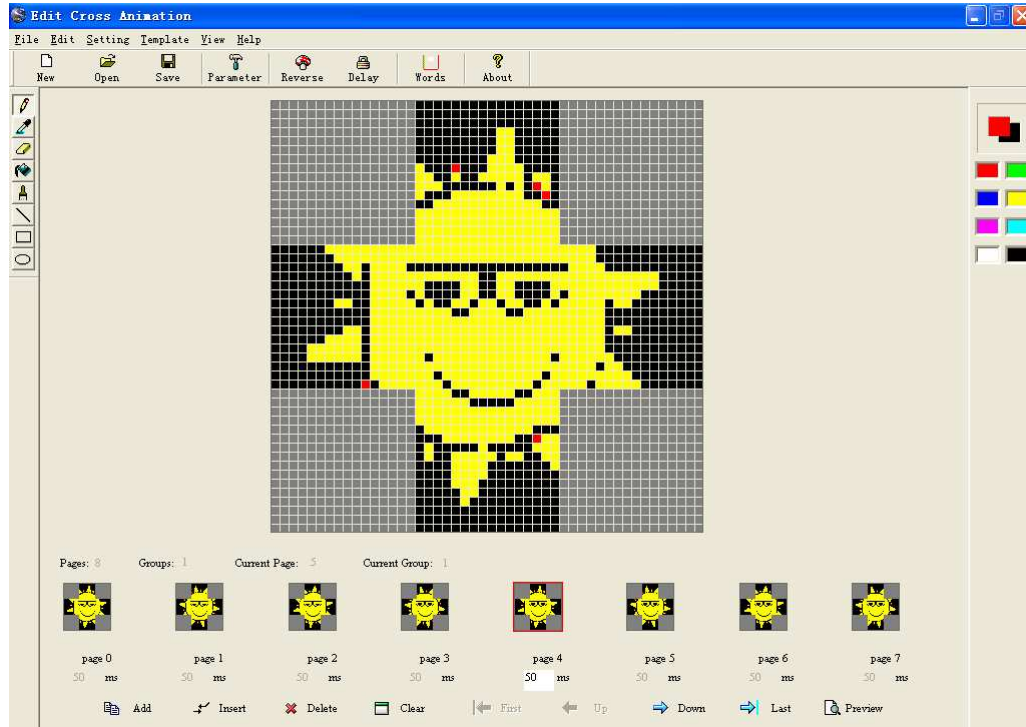 Edit Cross Animation
File Edit Setting Template View Help
New Open Save Parameter Reverse Delay Words About
Pages: 8 Groups: 1 Current Page: 5 Current Group: 1
page 0 page 1 page 2 page 3 page 4 page 5 page 6 page 7
50 ms 50 ms 50 ms 50 ms 50 ms 50 ms 50 ms 50 ms
Add Insert Delete Clear First Up Down Last Preview